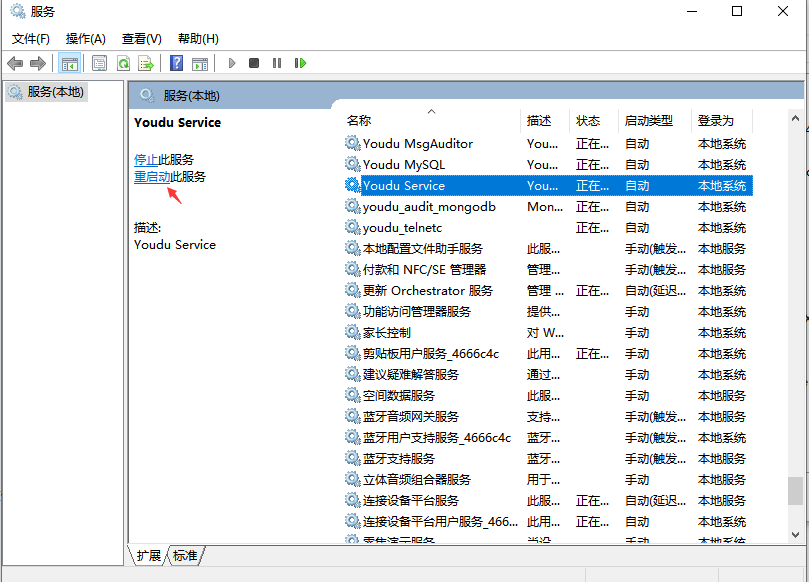 服务
文件(F) 操作(A) 查看(V) 帮助(H)
服务(本地)
服务(本地)
Youdu Service
停止此服务
重启动此服务
描述:
Youdu Service
名称 描述 状态 启动类型 登录为
Youdu MsgAuditor You... 正在... 自动 本地系统
Youdu MySQL You... 正在... 自动 本地系统
Youdu Service You... 正在... 自动 本地系统
youdu_audit_mongodb Mon... 正在... 自动 本地系统
youdu_telnetc 正在... 自动 本地系统
本地配置文件助手服务 此服... 手动(触发... 本地服务
付款和 NFC/SE 管理器 管理... 手动(触发... 本地服务
更新 Orchestrator 服务 管理 ... 正在... 自动(延迟... 本地系统
功能访问管理器服务 提供... 手动 本地系统
家长控制 对 W... 手动 本地系统
剪贴板用户服务_4666c4c 此用... 正在... 手动 本地系统
建议疑难解答服务 通过... 手动 本地系统
空间数据服务 此服... 手动 本地服务
蓝牙音频网关服务 支持... 手动(触发... 本地服务
蓝牙用户支持服务_4666c4c 蓝牙... 手动(触发... 本地系统
蓝牙支持服务 蓝牙... 手动(触发... 本地服务
立体音频组合器服务 用于... 手动 本地服务
连接设备平台服务 此服... 正在... 自动(延迟... 本地服务
连接设备平台用户服务_466... 此用... 正在... 自动 本地系统
零售演示服务 当设... 手动 本地系统
扩展 标准